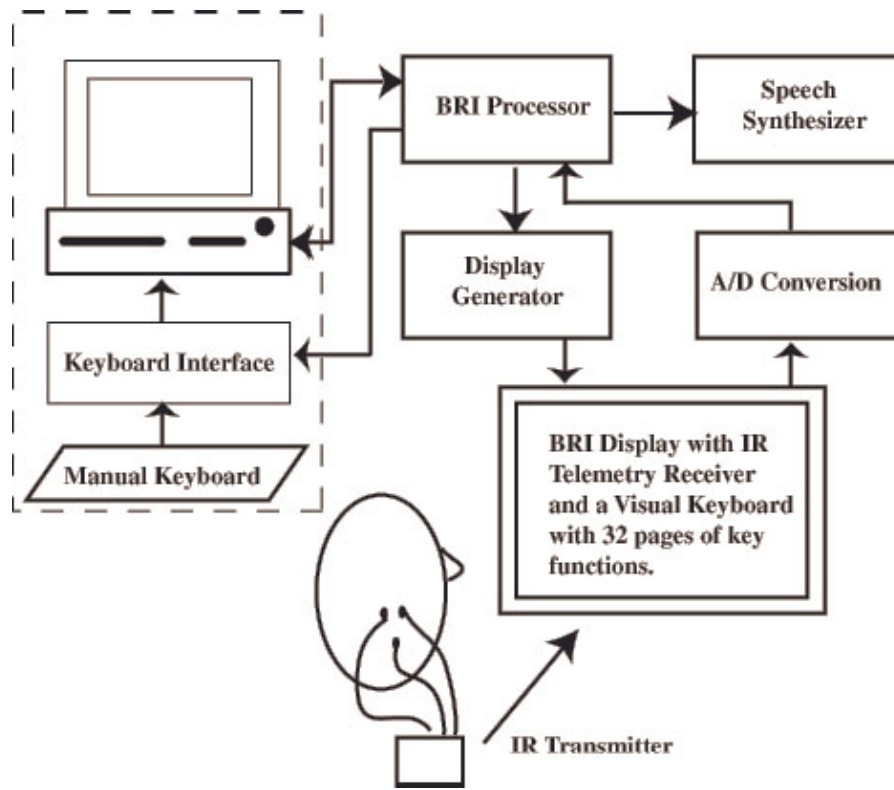 BRI Processor
Speech
Synthesizer
Display
Generator
A/D Conversion
Keyboard Interface
Manual Keyboard
BRI Display with IR
Telemetry Receiver
and a Visual Keyboard
with 32 pages of key
functions.
IR Transmitter